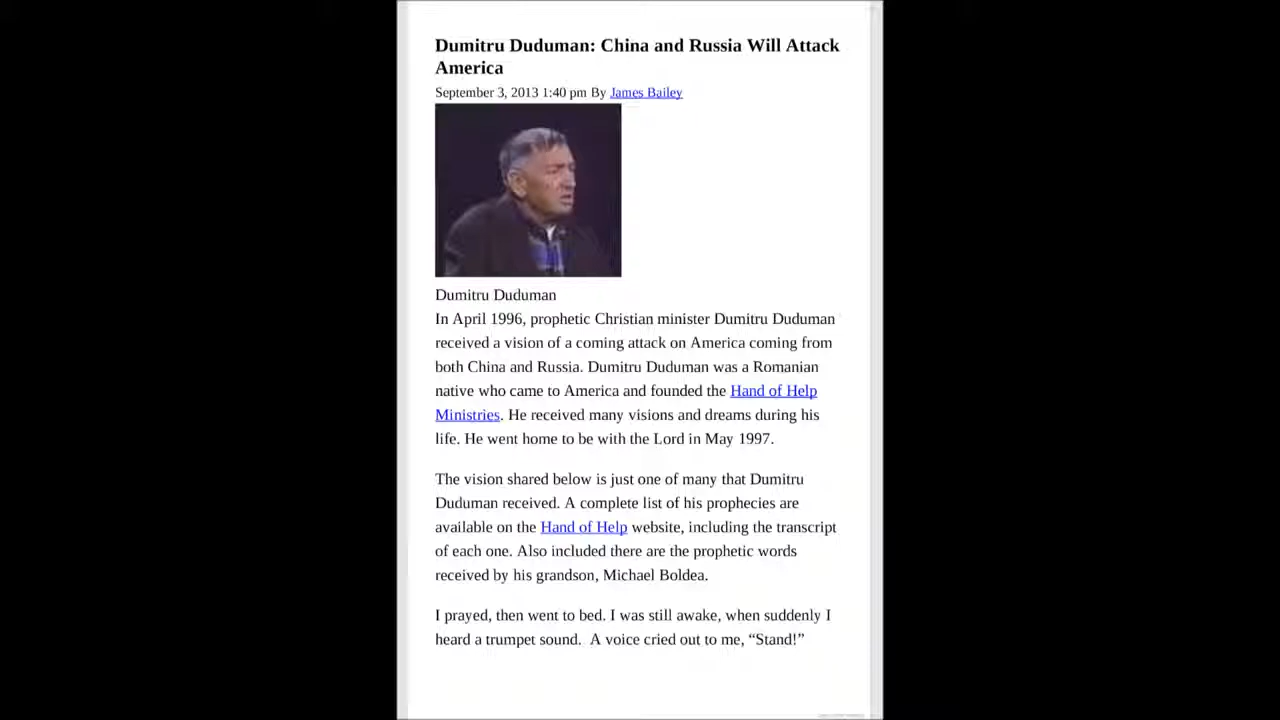 Dumitru Duduman: China and Russia Will Attack
America
September 3, 2013 1:40 pm By James Bailey
Dumitru Duduman
In April 1996, prophetic Christian minister Dumitru Duduman
received a vision of a coming attack on America coming from
both China and Russia. Dumitru Duduman was a Romanian
native who came to America and founded the Hand of Help
Ministries. He received many visions and dreams during his
life. He went home to be with the Lord in May 1997.
The vision shared below is just one of many that Dumitru
Duduman received. A complete list of his prophecies are
available on the Hand of Help website, including the transcript
of each one. Also included there are the prophetic words
received by his grandson, Michael Boldea.
I prayed, then went to bed. I was still awake, when suddenly I
heard a trumpet sound.  A voice cried out to me, “Stand!”